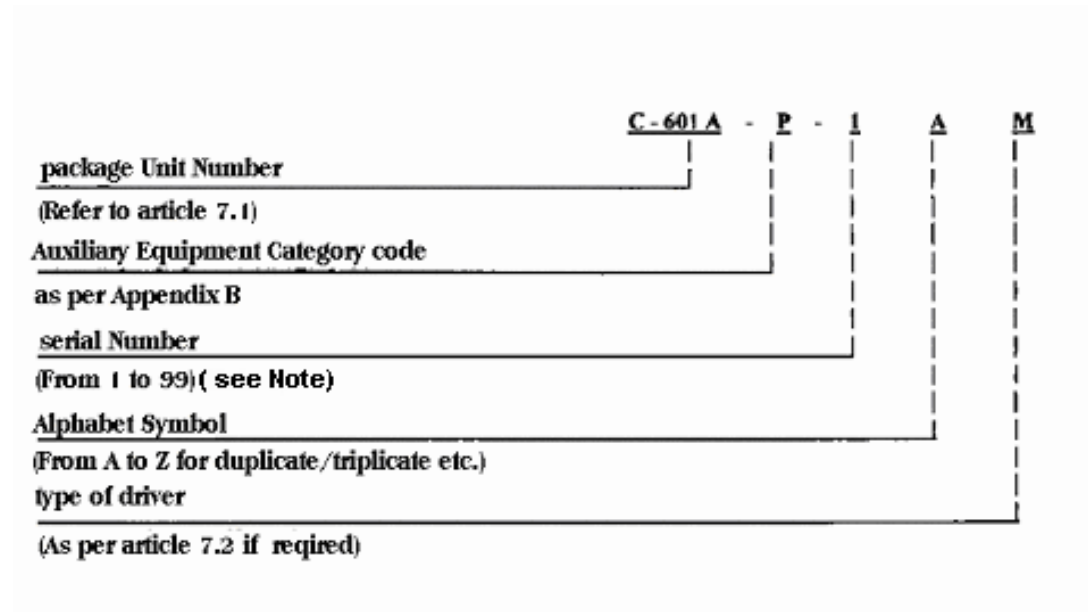 C - 601 A - P - 1 A M
package Unit Number
(Refer to article 7.1)
Auxiliary Equipment Category code
as per Appendix B
serial Number
(From 1 to 99) ( see Note)
Alphabet Symbol
(From A to Z for duplicate/triplicate etc.)
type of driver
(As per article 7.2 if reqired)